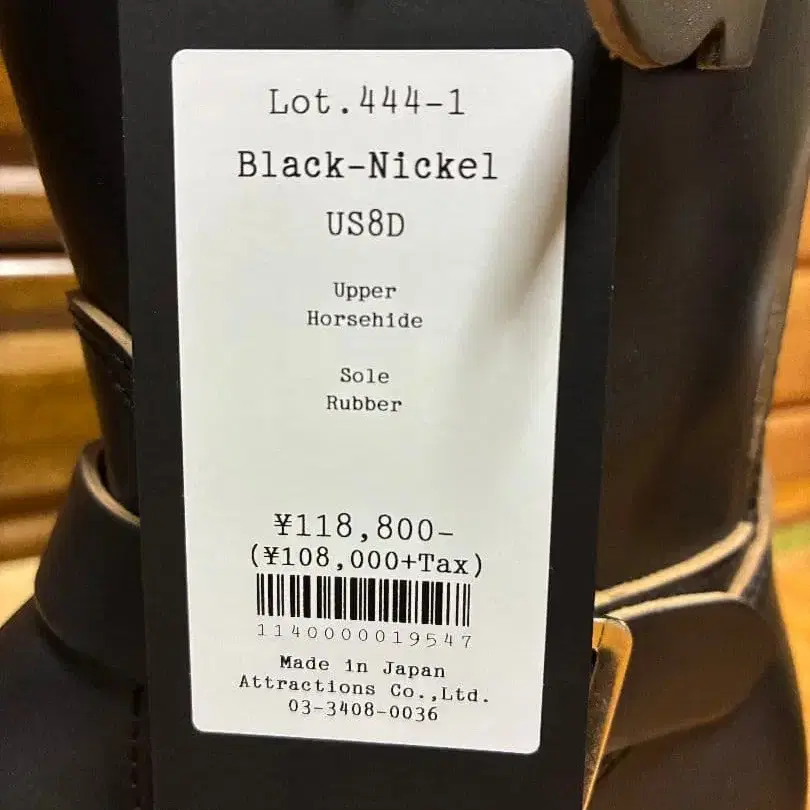 Lot.444-1
Black-Nickel
US8D
Upper
Horsehide
Sole
Rubber
¥118,800-
(¥108,000+Tax)
1140000019547
Made in Japan
Attractions Co.,Ltd.
03-3408-0036